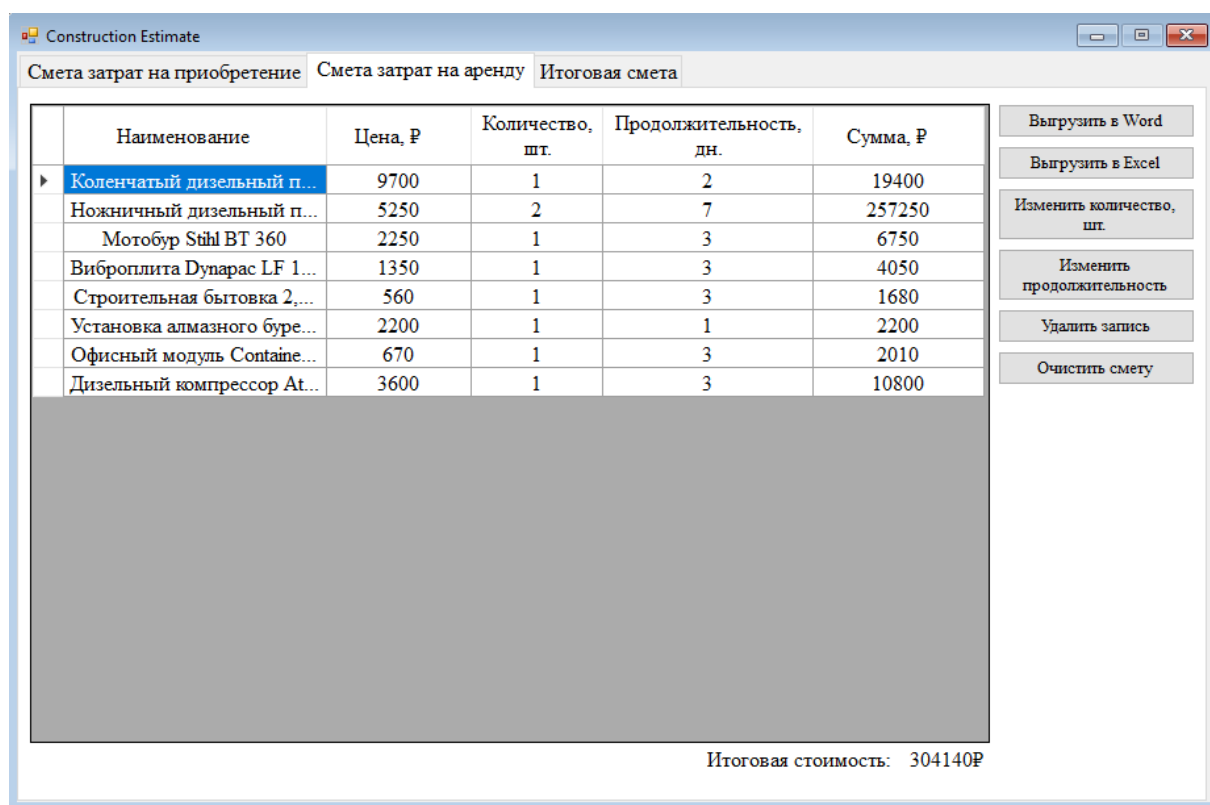 Construction Estimate
Смета затрат на приобретение Смета затрат на аренду Итоговая смета
Наименование Цена, ₽ Количество, шт. Продолжительность, дн. Сумма, ₽
Коленчатый дизельный п... 9700 1 2 19400
Ножничный дизельный п... 5250 2 7 257250
Мотобур Stihl BT 360 2250 1 3 6750
Виброплита Dynapac LF 1... 1350 1 3 4050
Строительная бытовка 2,... 560 1 3 1680
Установка алмазного буре... 2200 1 1 2200
Офисный модуль Containe... 670 1 3 2010
Дизельный компрессор At... 3600 1 3 10800
Итоговая стоимость: 304140₽
Выгрузить в Word
Выгрузить в Excel
Изменить количество,
шт.
Изменить
продолжительность
Удалить запись
Очистить смету